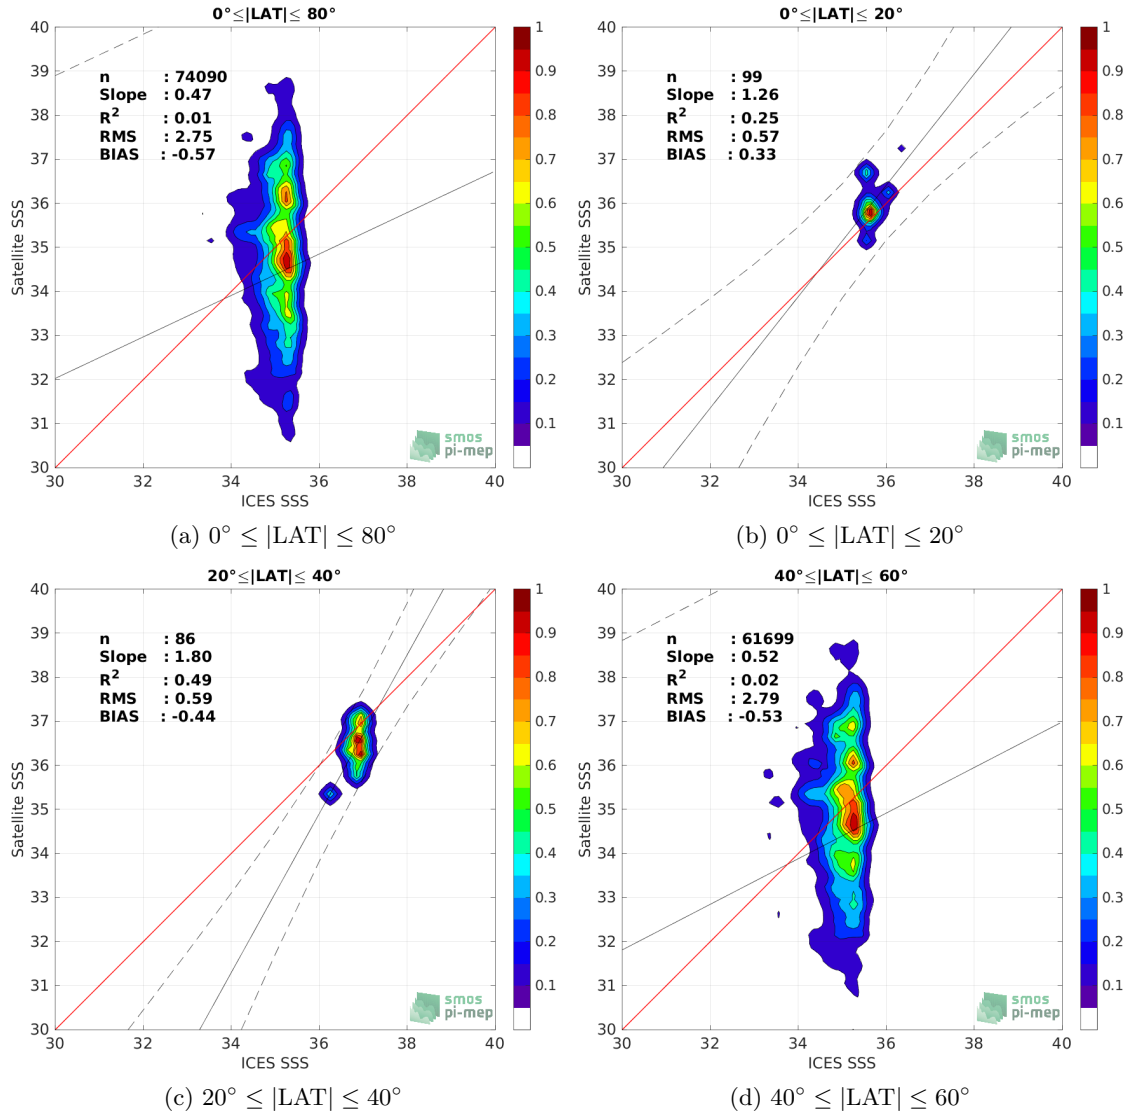 0°≤|LAT|≤ 80°
Satellite SSS
40
39
38
37
36
35
34
33
32
31
30
n : 74090
Slope : 0.47
R² : 0.01
RMS : 2.75
BIAS : -0.57
smos
pi-mep
30 32 34 36 38 40
ICES SSS
1
0.9
0.8
0.7
0.6
0.5
0.4
0.3
0.2
0.1
(a) 0° ≤ |LAT| ≤ 80°
0°≤|LAT|≤ 20°
Satellite SSS
40
39
38
37
36
35
34
33
32
31
30
n : 99
Slope : 1.26
R² : 0.25
RMS : 0.57
BIAS : 0.33
smos
pi-mep
30 32 34 36 38 40
ICES SSS
1
0.9
0.8
0.7
0.6
0.5
0.4
0.3
0.2
0.1
(b) 0° ≤ |LAT| ≤ 20°
20°≤|LAT|≤ 40°
Satellite SSS
40
39
38
37
36
35
34
33
32
31
30
n : 86
Slope : 1.80
R² : 0.49
RMS : 0.59
BIAS : -0.44
smos
pi-mep
30 32 34 36 38 40
ICES SSS
1
0.9
0.8
0.7
0.6
0.5
0.4
0.3
0.2
0.1
(c) 20° ≤ |LAT| ≤ 40°
40°≤|LAT|≤ 60°
Satellite SSS
40
39
38
37
36
35
34
33
32
31
30
n : 61699
Slope : 0.52
R² : 0.02
RMS : 2.79
BIAS : -0.53
smos
pi-mep
30 32 34 36 38 40
ICES SSS
1
0.9
0.8
0.7
0.6
0.5
0.4
0.3
0.2
0.1
(d) 40° ≤ |LAT| ≤ 60°